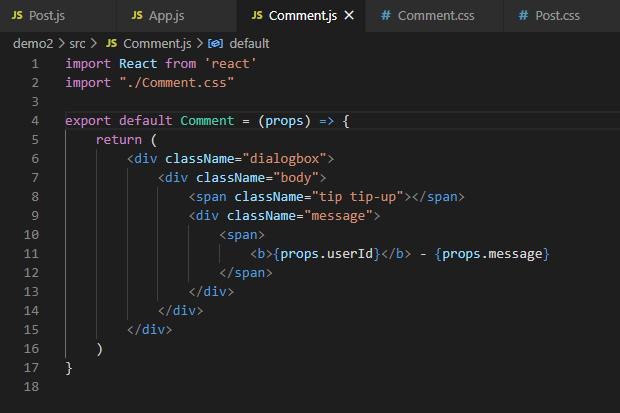 JS Post.js JS App.js JS Comment.js × # Comment.css # Post.css
demo2 > src > JS Comment.js > default
1 import React from 'react'
2 import "./Comment.css"
3
4 export default Comment = (props) => {
5 return (
6 <div className="dialogbox">
7 <div className="body">
8 <span className="tip tip-up"></span>
9 <div className="message">
10 <span>
11 <b>{props.userId}</b> - {props.message}
12 </span>
13 </div>
14 </div>
15 </div>
16 )
17 }
18